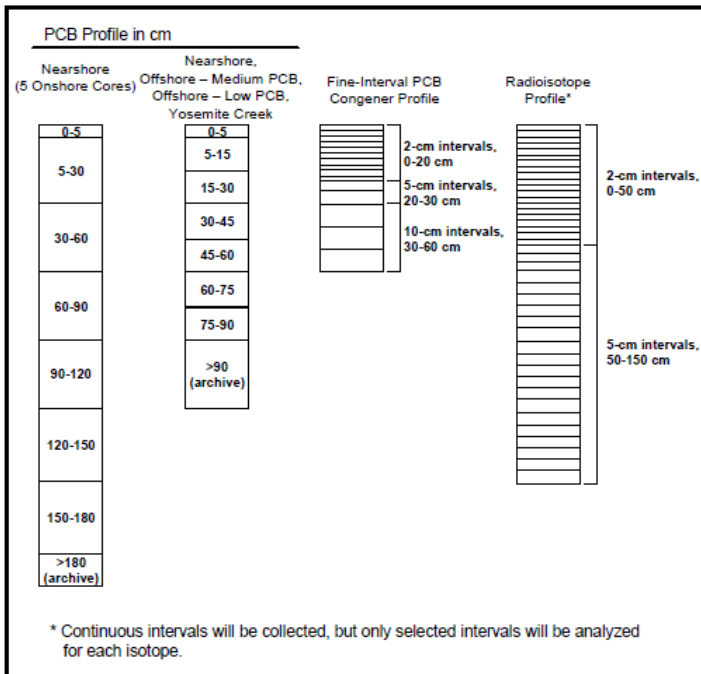 PCB Profile in cm
Nearshore
(5 Onshore Cores)
Nearshore,
Offshore – Medium PCB,
Offshore – Low PCB,
Yosemite Creek
Fine-Interval PCB
Congener Profile
Radioisotope
Profile*
0-5
5-30
30-60
60-90
90-120
120-150
150-180
>180
(archive)
0-5
5-15
15-30
30-45
45-60
60-75
75-90
>90
(archive)
2-cm intervals,
0-20 cm
5-cm intervals,
20-30 cm
10-cm intervals,
30-60 cm
2-cm intervals,
0-50 cm
5-cm intervals,
50-150 cm
* Continuous intervals will be collected, but only selected intervals will be analyzed
for each isotope.